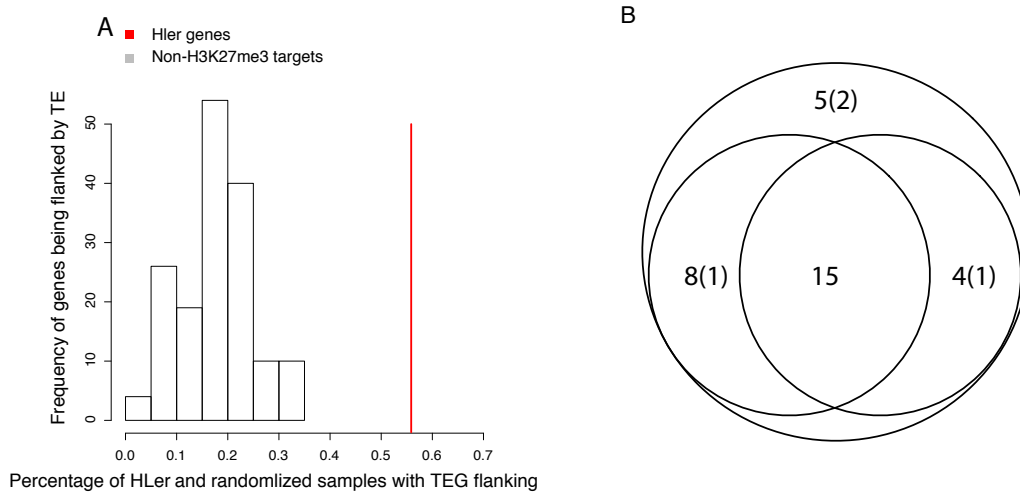 A
Hler genes
Non-H3K27me3 targets
Frequency of genes being flanked by TE
50
40
30
20
10
0
0.0 0.1 0.2 0.3 0.4 0.5 0.6 0.7
Percentage of HLer and randomlized samples with TEG flanking
B
5(2)
8(1) 15 4(1)